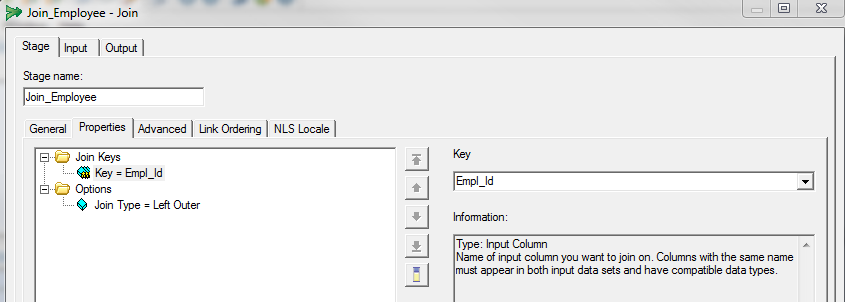 Join_Employee - Join
Stage Input Output
Stage name:
Join_Employee
General Properties Advanced Link Ordering NLS Locale
Join Keys
Key = Empl_Id
Options
Join Type = Left Outer
Key
Empl_Id
Information:
Type: Input Column
Name of input column you want to join on. Columns with the same name
must appear in both input data sets and have compatible data types.